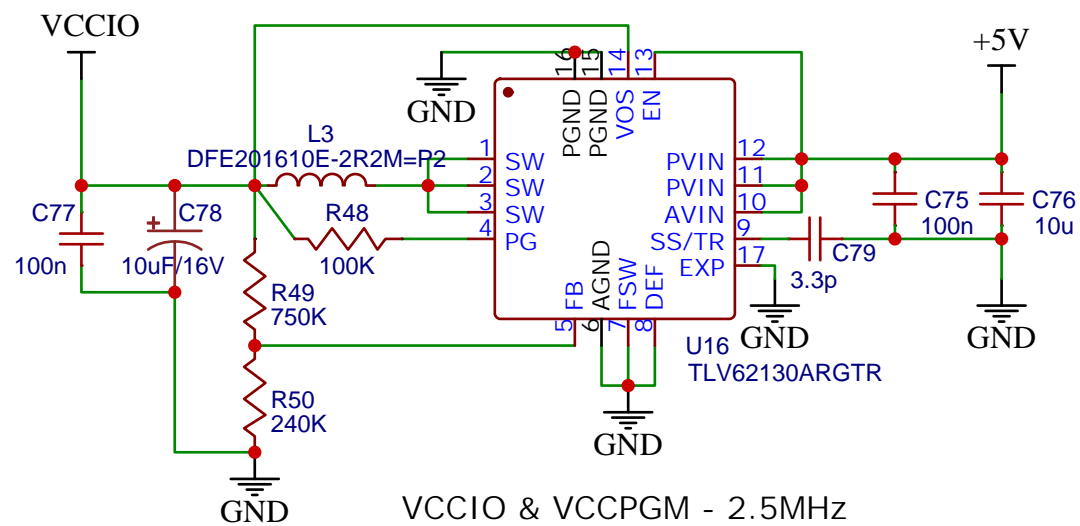 VCCIO
+5V
16
15
14
13
GND
PGND
PGND
VOS
EN
L3
DFE201610E-2R2M=P2
1
SW
PVIN
12
2
SW
PVIN
11
3
SW
AVIN
10
4
PG
SS/TR
9
EXP
17
C77
100n
C78
10uF/16V
R48
100K
C75
100n
C76
10u
C79
3.3p
GND
GND
R49
750K
FB
AGND
FSW
DEF
5
6
7
8
U16
TLV62130ARGTR
R50
240K
GND
GND
VCCIO & VCCPGM - 2.5MHz